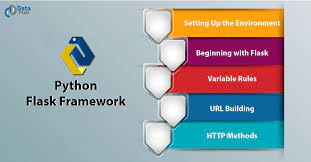 Data
Flair
Python
Flask Framework
Setting Up the Environment
Beginning with Flask
Variable Rules
URL Building
HTTP Methods